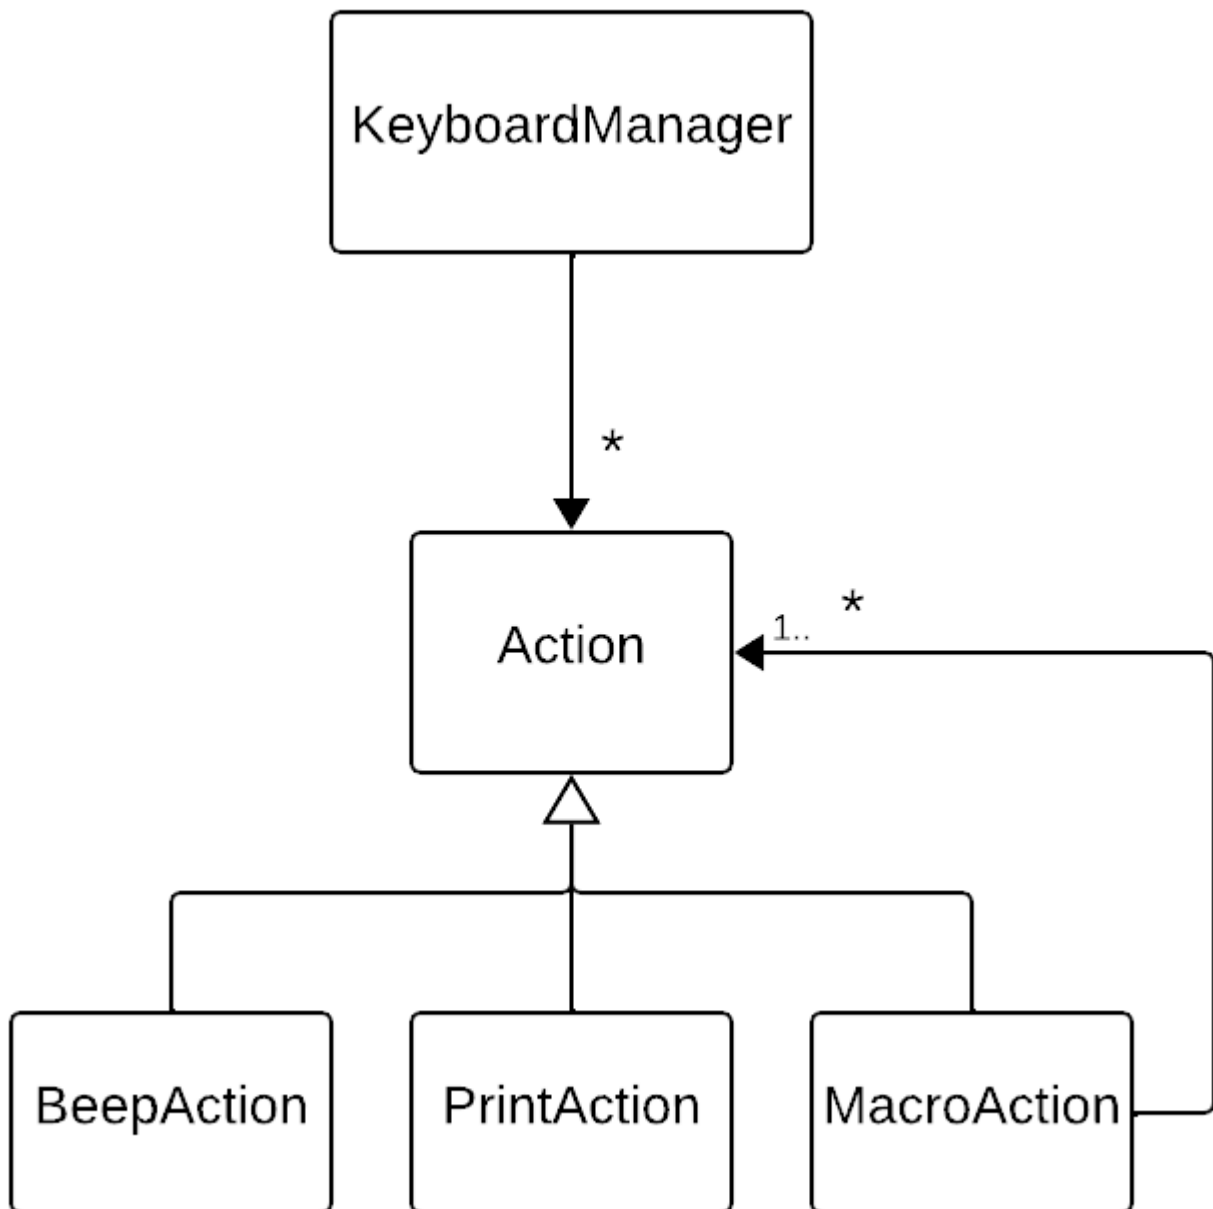 KeyboardManager
*
Action
1.. *
BeepAction
PrintAction
MacroAction